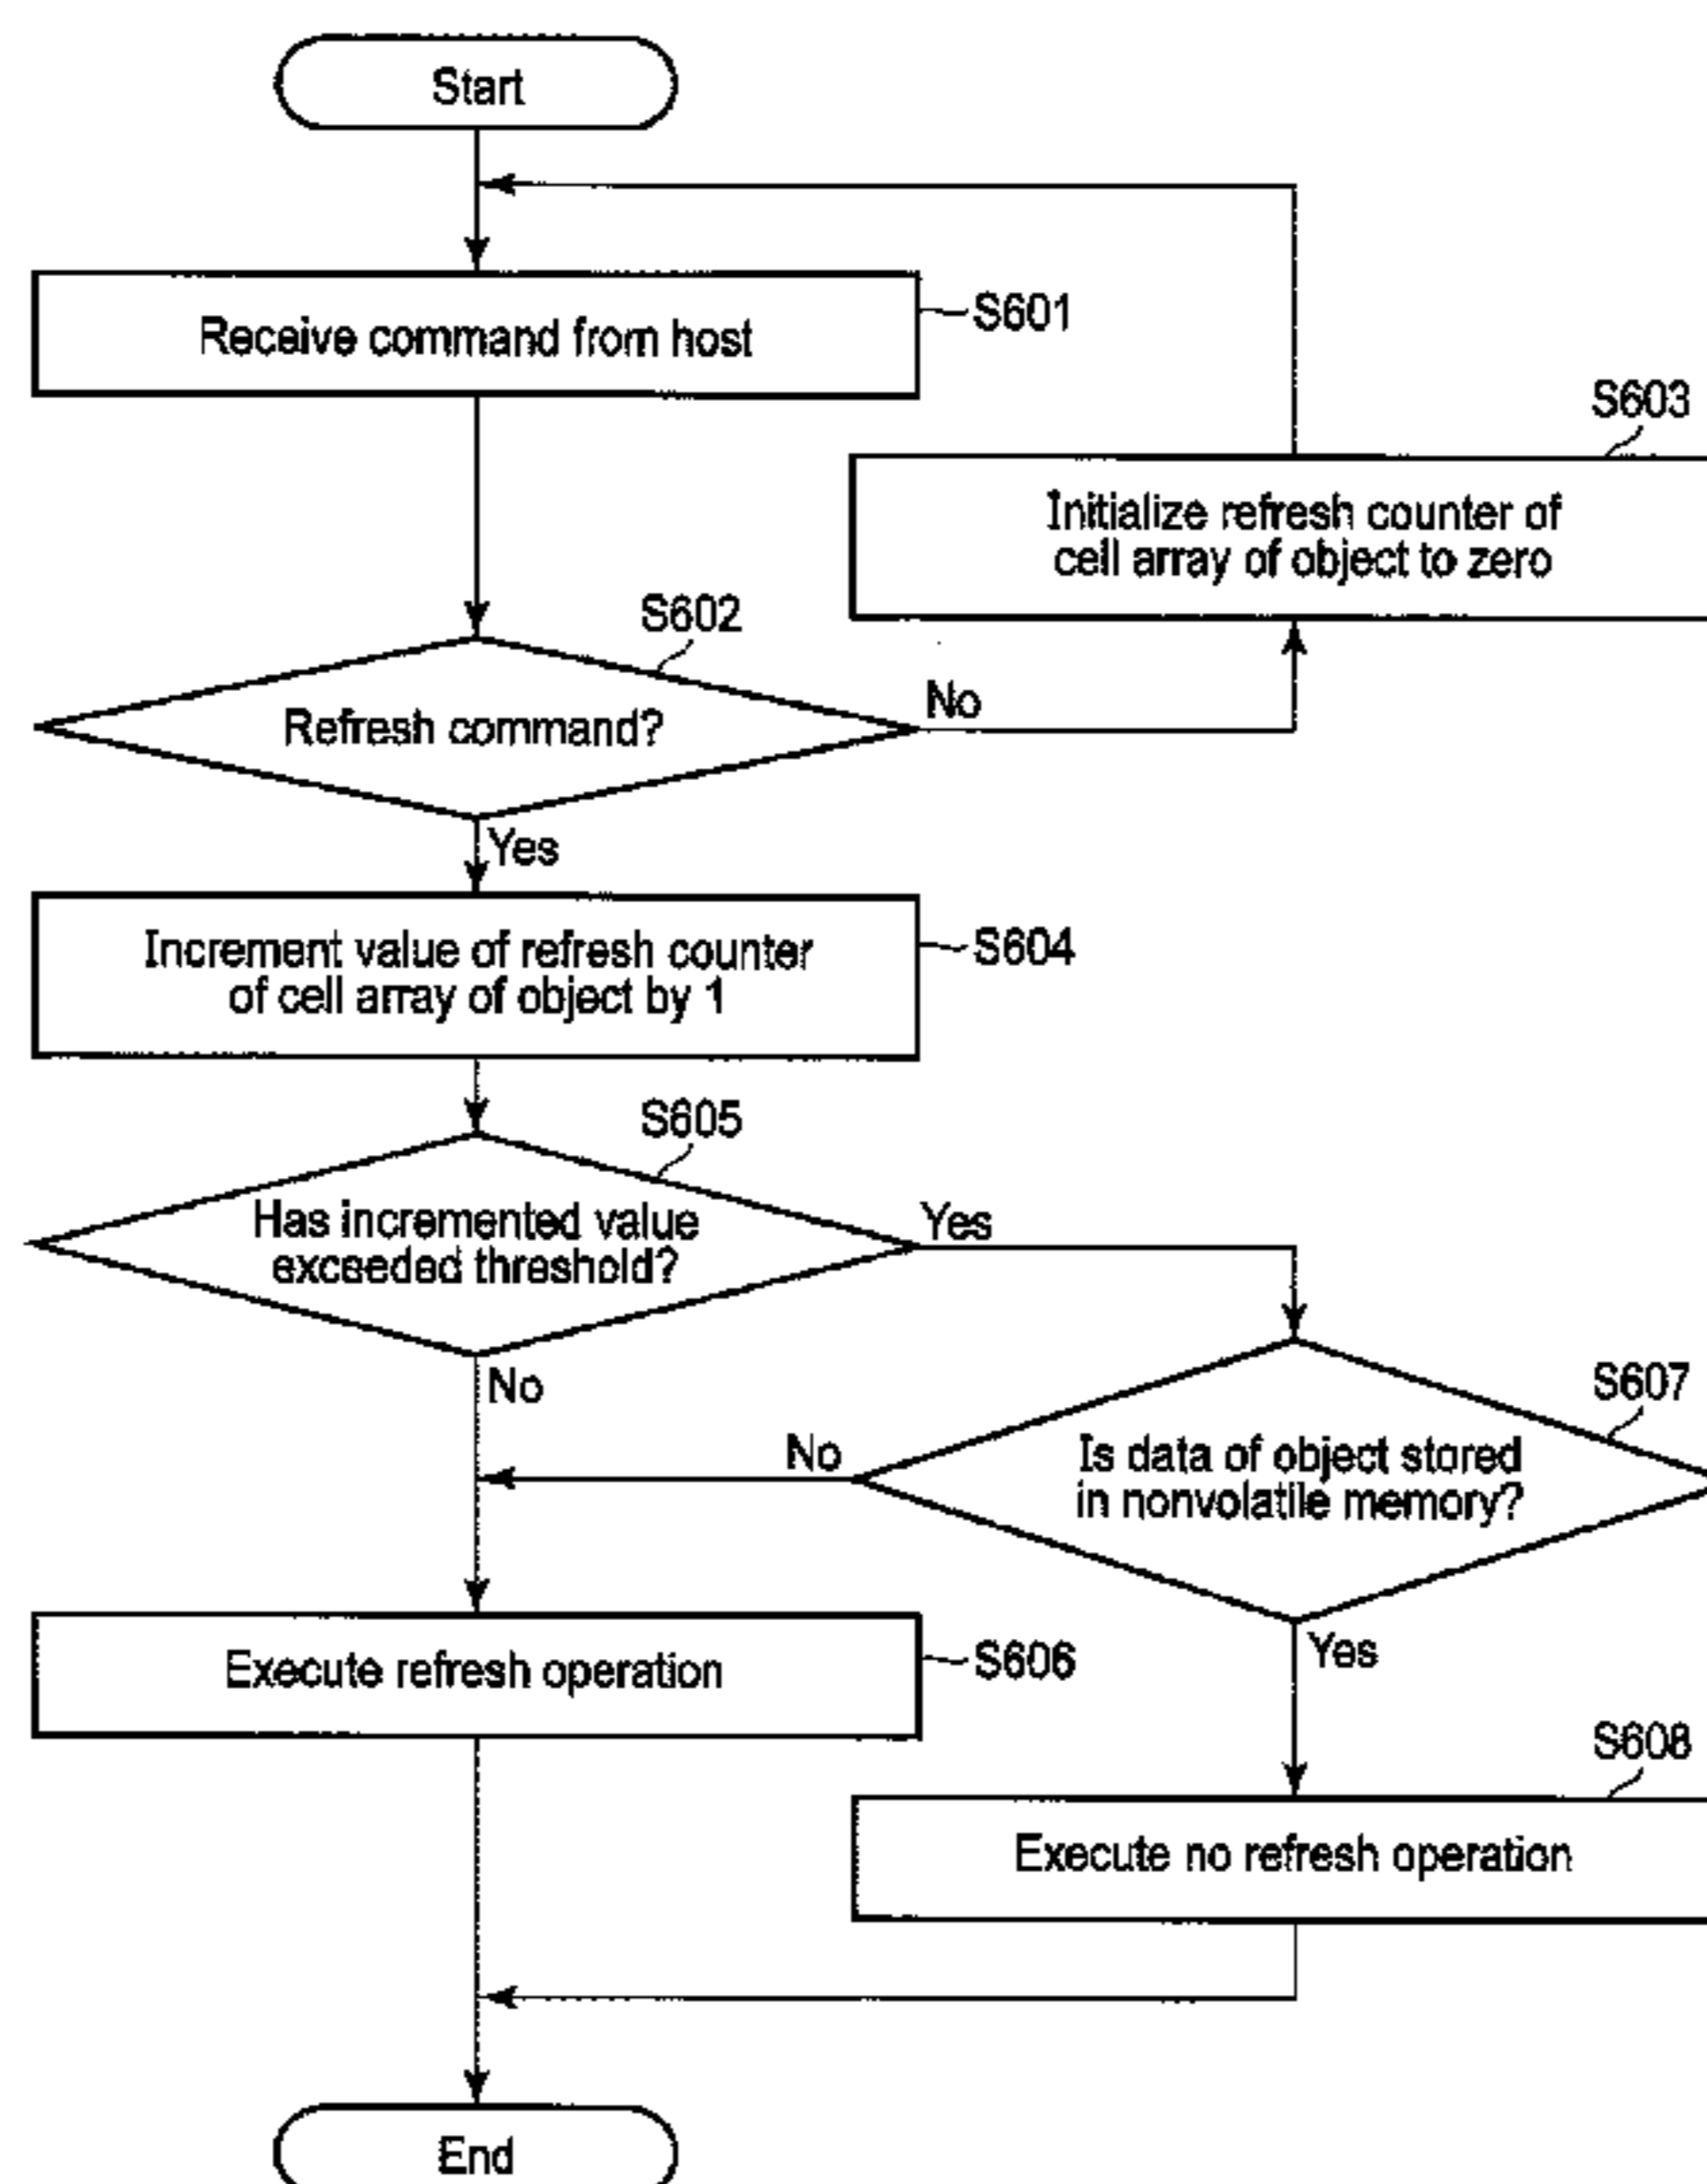 Start
Receive command from host
S601
S603
Initialize refresh counter of
cell array of object to zero
S602
Refresh command?
No
Yes
Increment value of refresh counter
of cell array of object by 1
S604
S605
Has incremented value
exceeded threshold?
Yes
No
S607
Is data of object stored
in nonvolatile memory?
No
Yes
Execute refresh operation
S606
S608
Execute no refresh operation
End